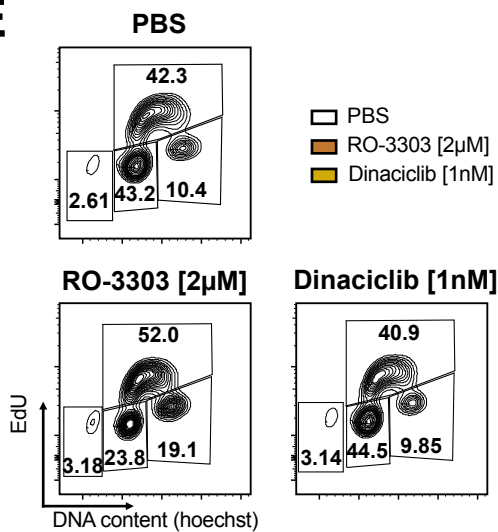 E
PBS
42.3
2.61
43.2
10.4
PBS
RO-3303 [2μM]
Dinaciclib [1nM]
RO-3303 [2μM]
52.0
3.18
23.8
19.1
Dinaciclib [1nM]
40.9
3.14
44.5
9.85
EdU
DNA content (hoechst)